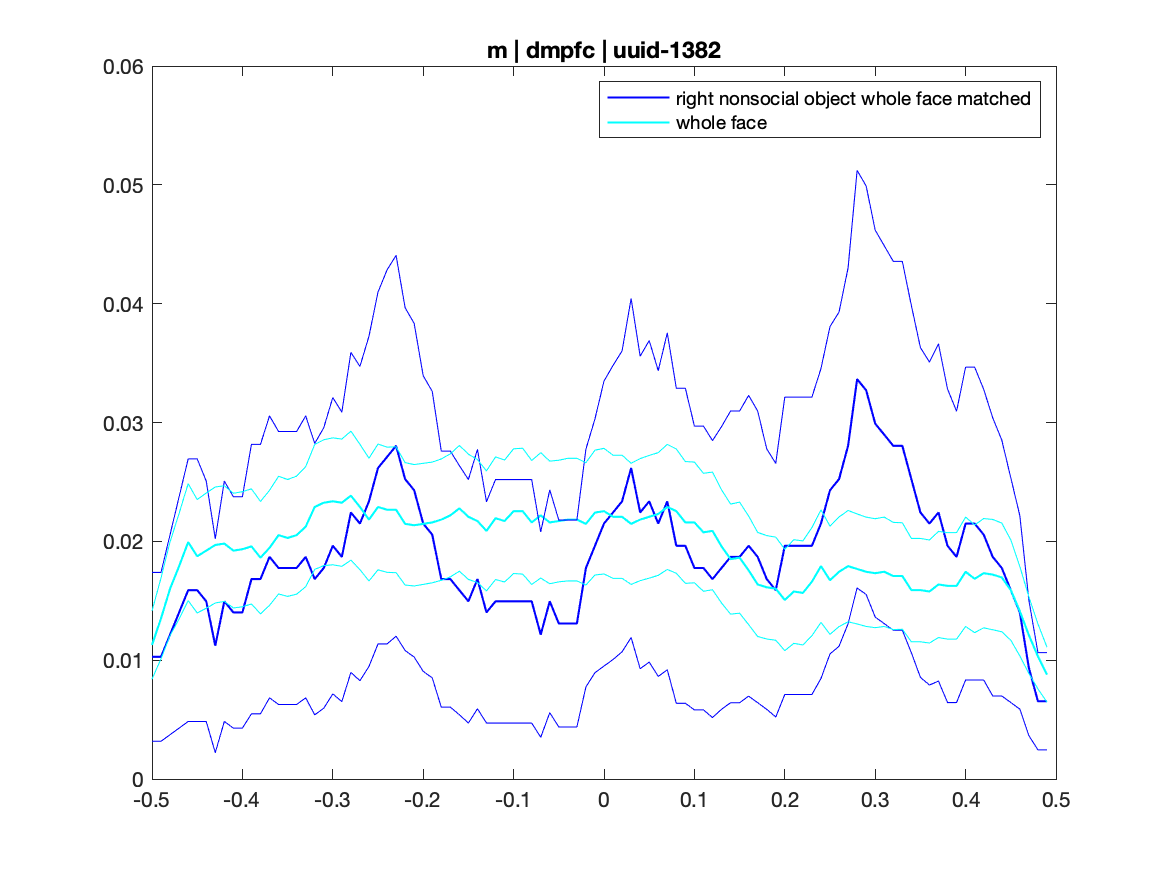 m | dmpfc | uuid-1382
0.06
right nonsocial object whole face matched
whole face
0.05
0.04
0.03
0.02
0.01
0
-0.5 -0.4 -0.3 -0.2 -0.1 0 0.1 0.2 0.3 0.4 0.5